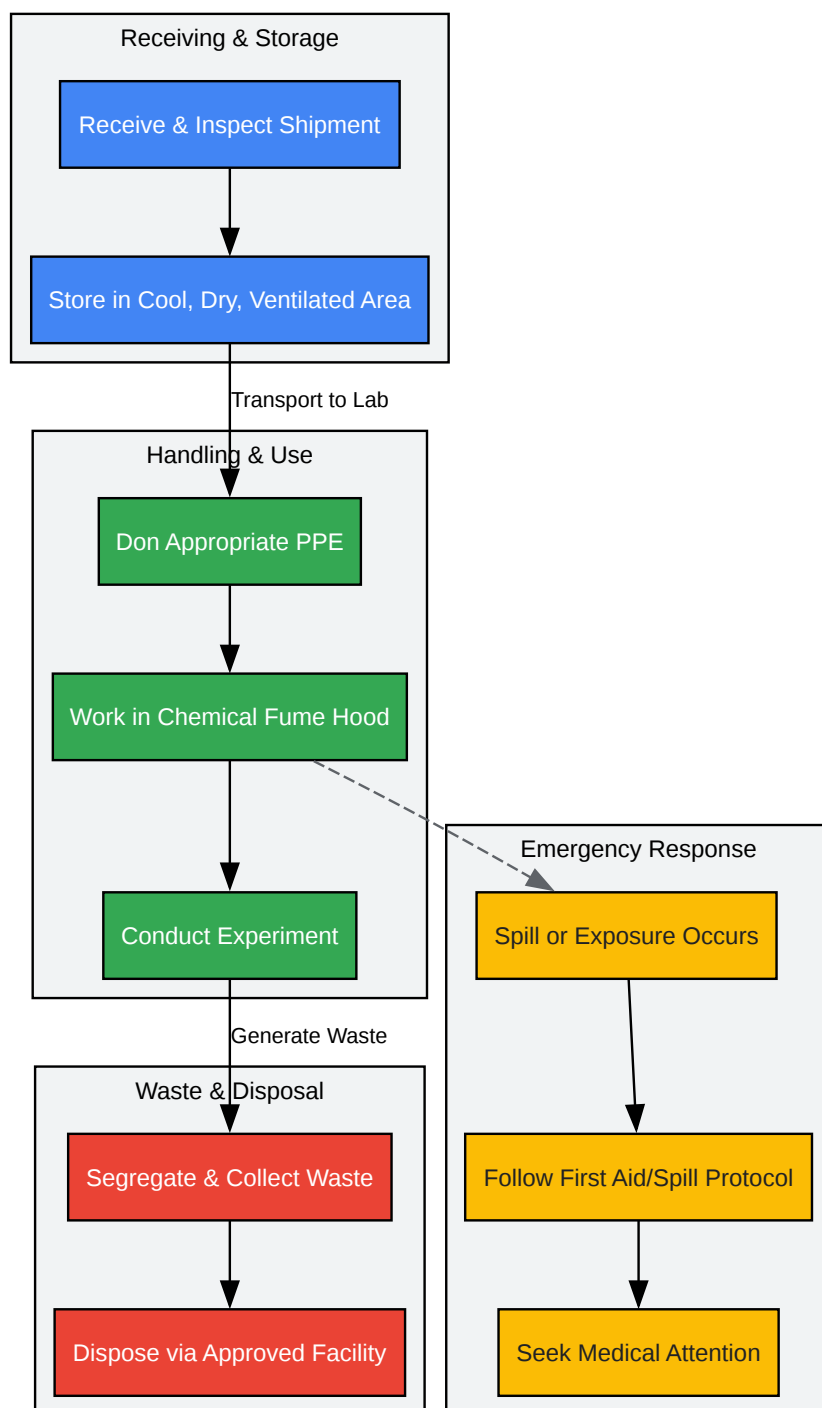 Receiving & Storage
Receive & Inspect Shipment
Store in Cool, Dry, Ventilated Area
Transport to Lab
Handling & Use
Don Appropriate PPE
Work in Chemical Fume Hood
Conduct Experiment
Generate Waste
Waste & Disposal
Segregate & Collect Waste
Dispose via Approved Facility
Emergency Response
Spill or Exposure Occurs
Follow First Aid/Spill Protocol
Seek Medical Attention